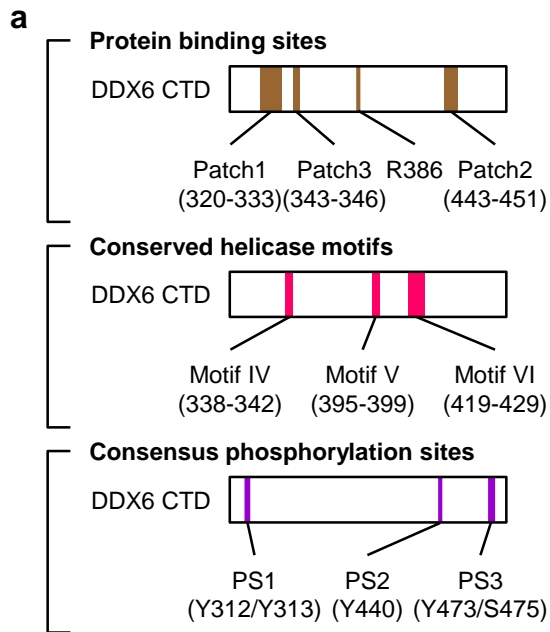 a
Protein binding sites
DDX6 CTD
Patch1 Patch3 R386 Patch2
(320-333)(343-346) (443-451)
Conserved helicase motifs
DDX6 CTD
Motif IV Motif V Motif VI
(338-342) (395-399) (419-429)
Consensus phosphorylation sites
DDX6 CTD
PS1 PS2 PS3
(Y312/Y313) (Y440) (Y473/S475)